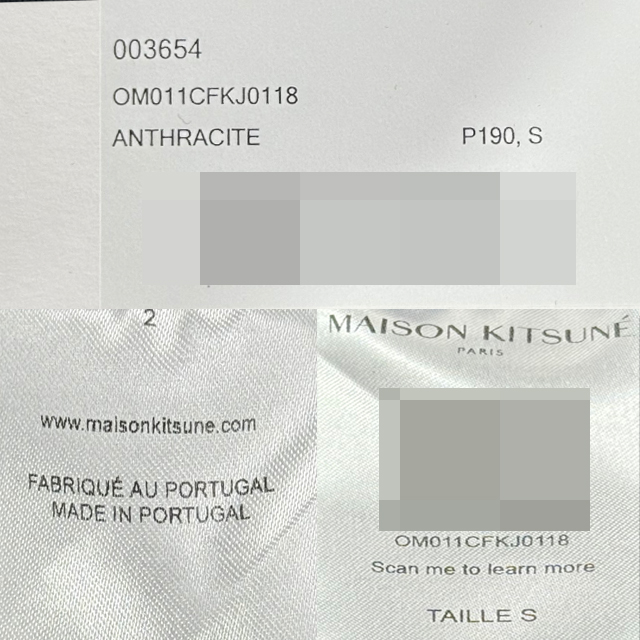 003654
OM011CFKJ0118
ANTHRACITE P190, S
2
www.maisonkitsune.com
FABRIQUÉ AU PORTUGAL
MADE IN PORTUGAL
MAISON KITSUNÉ
PARIS
OM011CFKJ0118
Scan me to learn more
TAILLE S